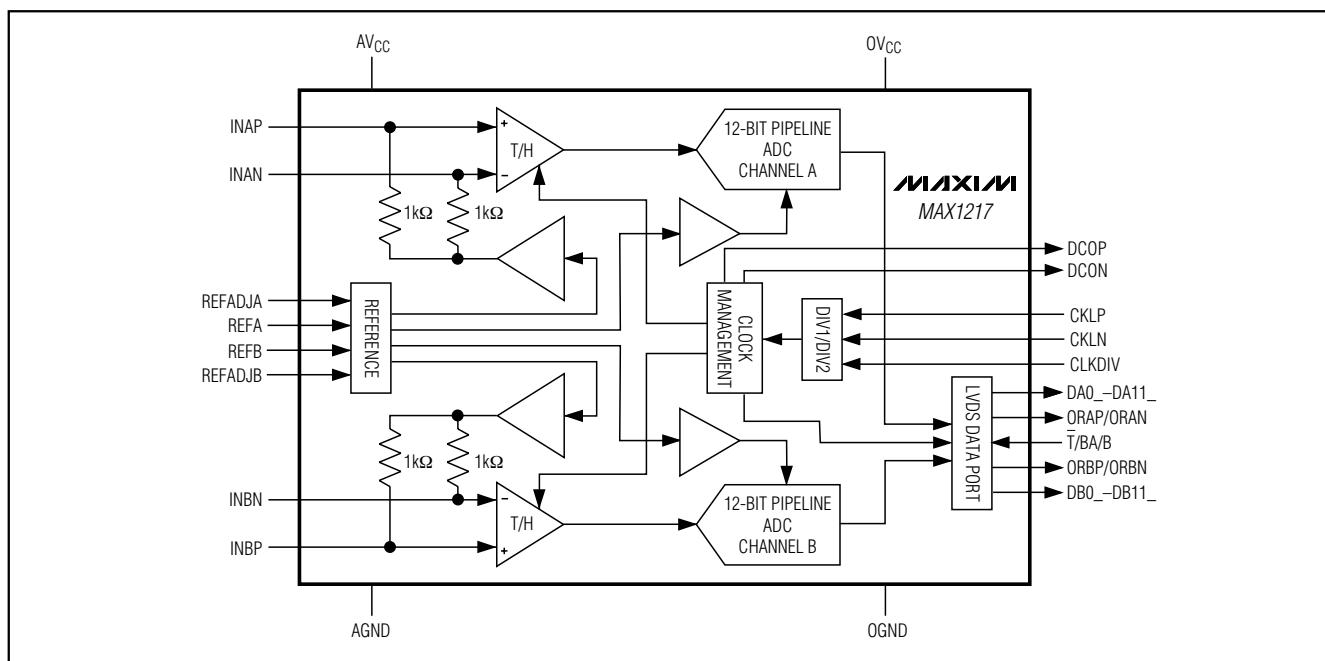 AVCC
OVCC
INAP
INAN
+
T/H
−
1kΩ
1kΩ
12-BIT PIPELINE
ADC
CHANNEL A
MAXIM
MAX1217
REFADJA
REFA
REFB
REFADJB
REFERENCE
CLOCK
MANAGEMENT
DIV1/DIV2
DCOP
DCON
CKLP
CKLN
CLKDIV
LVDS DATA PORT
DA0_–DA11_
ORAP/ORAN
T̅/BA/B
ORBP/ORBN
DB0_–DB11_
1kΩ
1kΩ
INBN
INBP
−
T/H
+
12-BIT PIPELINE
ADC
CHANNEL B
AGND
OGND